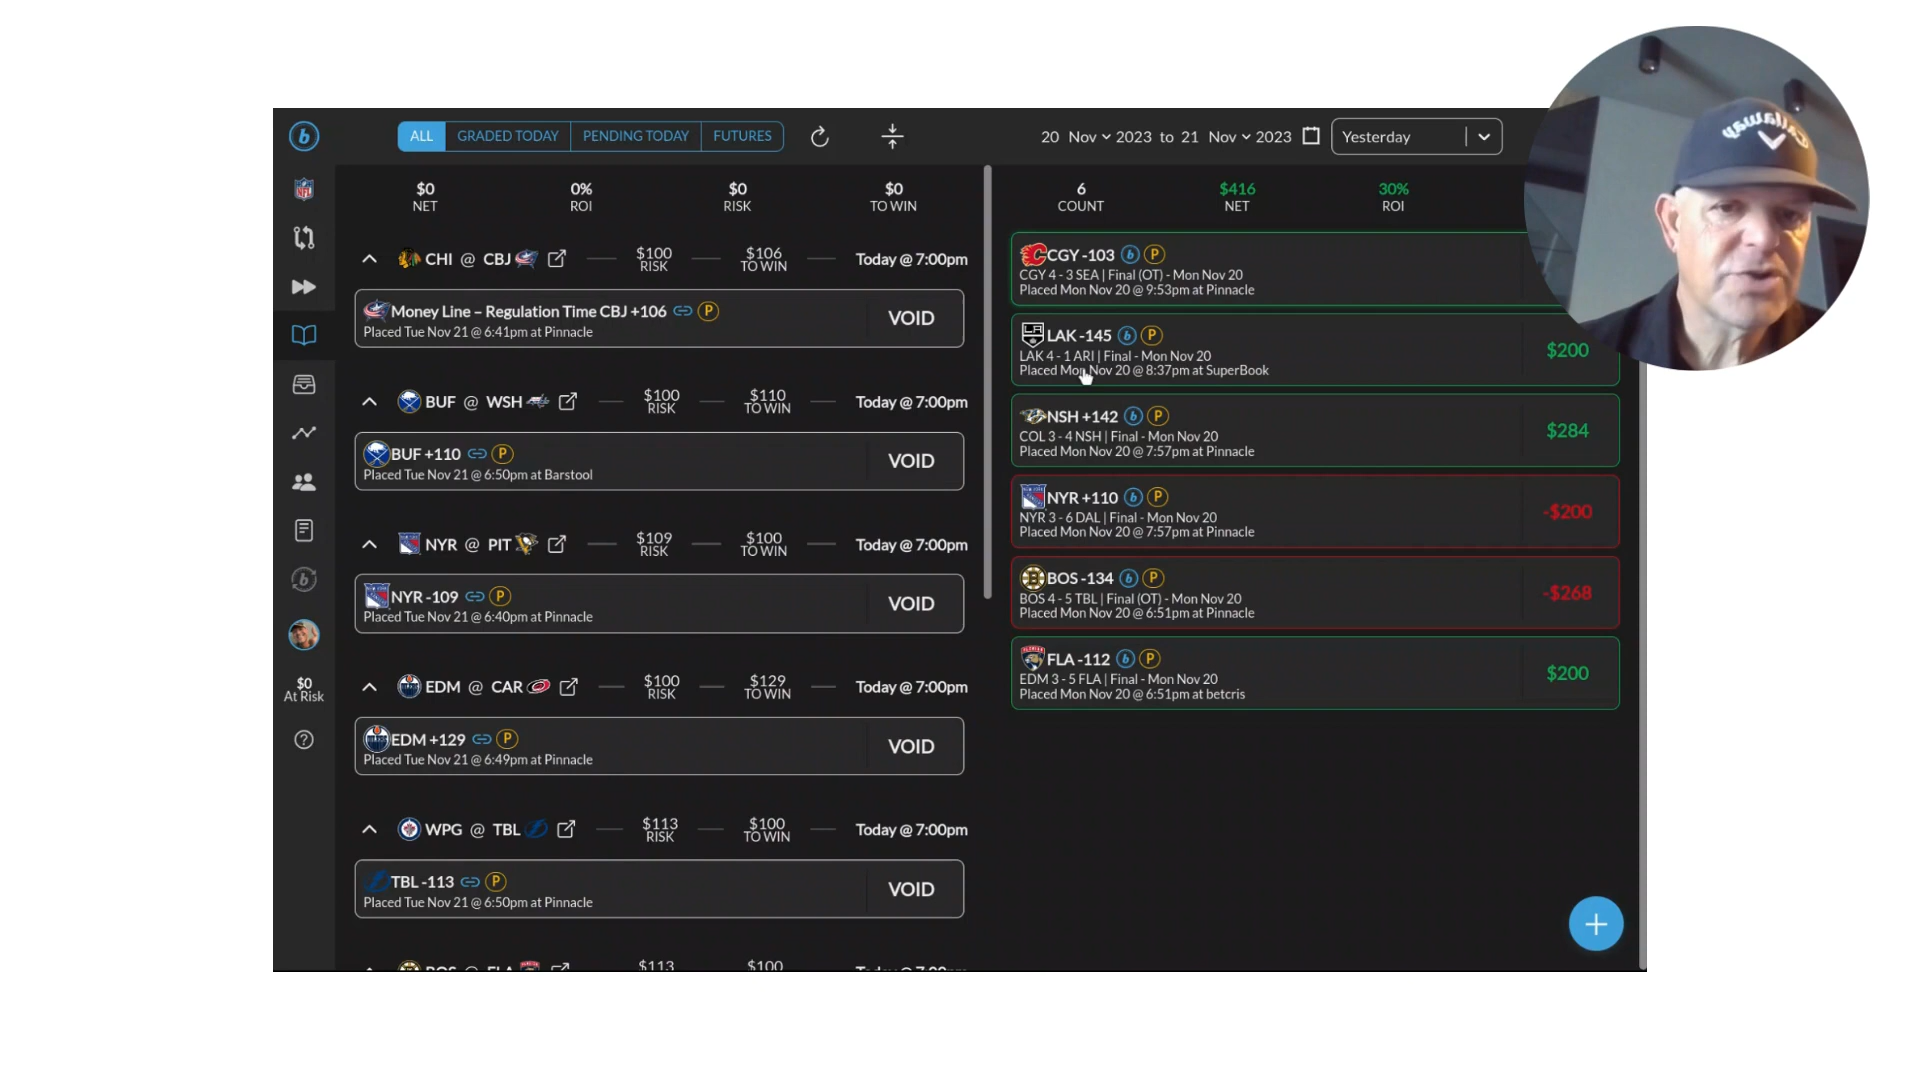 b
ALL GRADED TODAY PENDING TODAY FUTURES
20 Nov 2023 to 21 Nov 2023 Yesterday
NFL
$0 0% $0 $0
NET ROI RISK TO WIN
6 $416 30%
COUNT NET ROI
CHI @ CBJ $100 $106 Today @ 7:00pm
RISK TO WIN
Money Line – Regulation Time CBJ +106 P
Placed Tue Nov 21 @ 6:41pm at Pinnacle
VOID
BUF @ WSH $100 $110 Today @ 7:00pm
RISK TO WIN
BUF +110 P
Placed Tue Nov 21 @ 6:50pm at Barstool
VOID
NYR @ PIT $109 $100 Today @ 7:00pm
RISK TO WIN
NYR -109 P
Placed Tue Nov 21 @ 6:40pm at Pinnacle
VOID
EDM @ CAR $100 $129 Today @ 7:00pm
RISK TO WIN
EDM +129 P
Placed Tue Nov 21 @ 6:49pm at Pinnacle
VOID
WPG @ TBL $113 $100 Today @ 7:00pm
RISK TO WIN
TBL -113 P
Placed Tue Nov 21 @ 6:50pm at Pinnacle
VOID
BOS @ FLA $113 $100 Today @ 7:00pm
CGY -103 b P
CGY 4 - 3 SEA | Final (OT) - Mon Nov 20
Placed Mon Nov 20 @ 9:53pm at Pinnacle
LAK -145 b P
LAK 4 - 1 ARI | Final - Mon Nov 20
Placed Mon Nov 20 @ 8:37pm at SuperBook
$200
NSH +142 b P
COL 3 - 4 NSH | Final - Mon Nov 20
Placed Mon Nov 20 @ 7:57pm at Pinnacle
$284
NYR +110 b P
NYR 3 - 6 DAL | Final - Mon Nov 20
Placed Mon Nov 20 @ 7:57pm at Pinnacle
-$200
BOS -134 b P
BOS 4 - 5 TBL | Final (OT) - Mon Nov 20
Placed Mon Nov 20 @ 6:51pm at Pinnacle
-$268
FLA -112 b P
EDM 3 - 5 FLA | Final - Mon Nov 20
Placed Mon Nov 20 @ 6:51pm at betcris
$200
b
$0
At Risk
?
+
Callaway